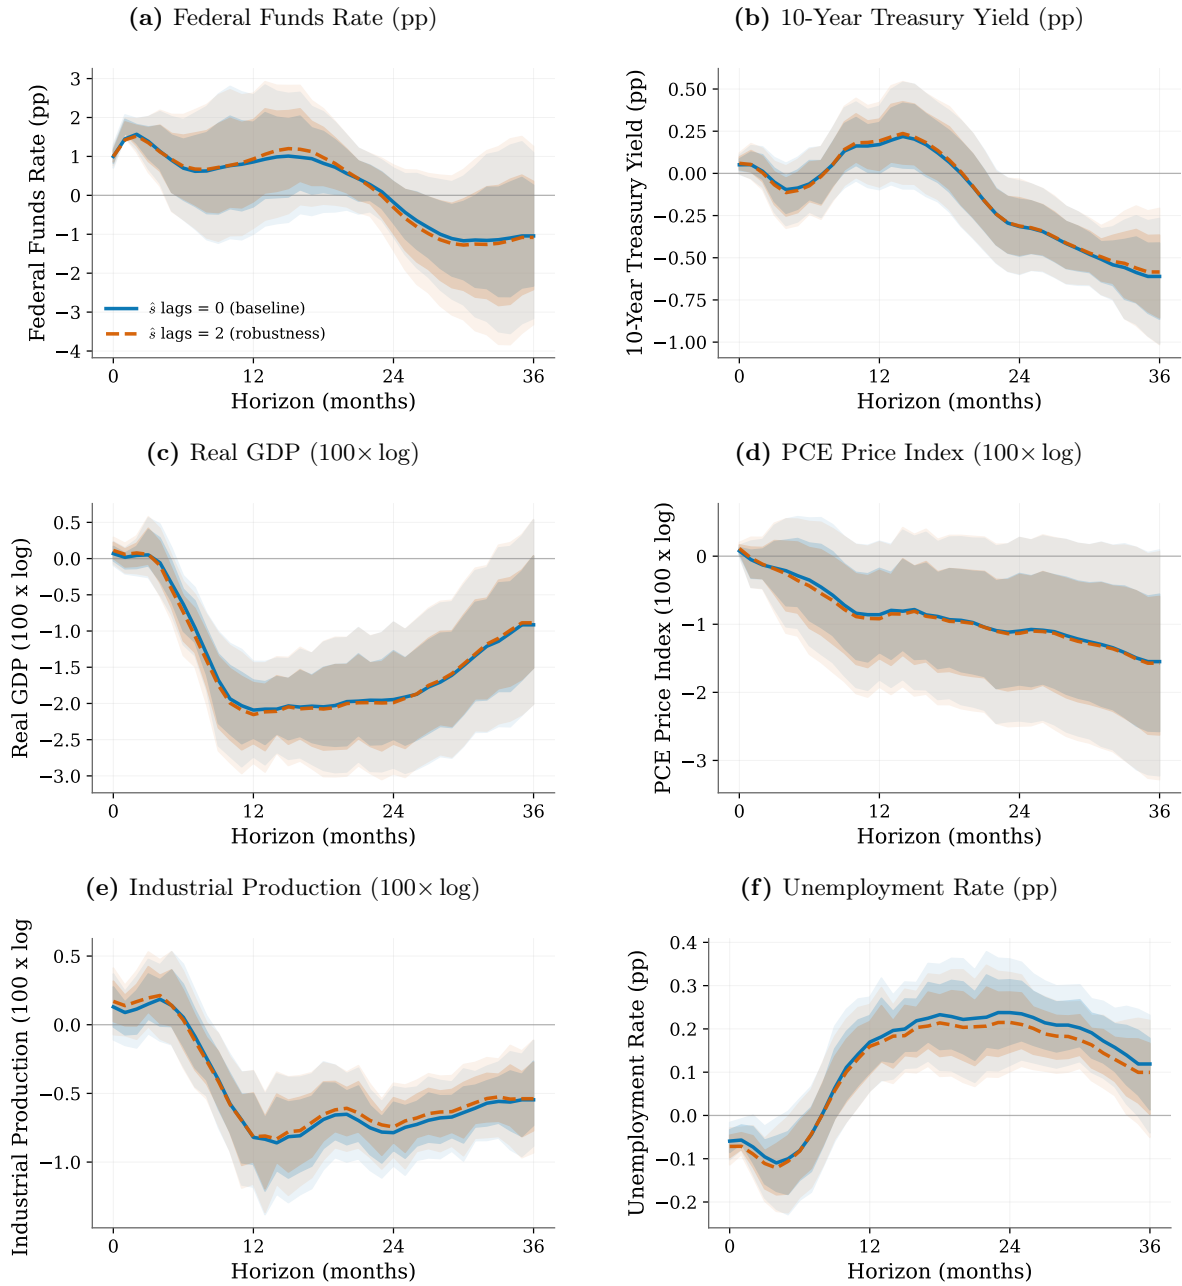 (a) Federal Funds Rate (pp)
Federal Funds Rate (pp)
3
2
1
0
−1
−2
−3
−4
ŝ lags = 0 (baseline)
ŝ lags = 2 (robustness)
0 12 24 36
Horizon (months)
(b) 10-Year Treasury Yield (pp)
10-Year Treasury Yield (pp)
0.50
0.25
0.00
−0.25
−0.50
−0.75
−1.00
0 12 24 36
Horizon (months)
(c) Real GDP (100× log)
Real GDP (100 x log)
0.5
0.0
−0.5
−1.0
−1.5
−2.0
−2.5
−3.0
0 12 24 36
Horizon (months)
(d) PCE Price Index (100× log)
PCE Price Index (100 x log)
0
−1
−2
−3
0 12 24 36
Horizon (months)
(e) Industrial Production (100× log)
Industrial Production (100 x log
0.5
0.0
−0.5
−1.0
0 12 24 36
Horizon (months)
(f) Unemployment Rate (pp)
Unemployment Rate (pp)
0.4
0.3
0.2
0.1
0.0
−0.1
−0.2
0 12 24 36
Horizon (months)